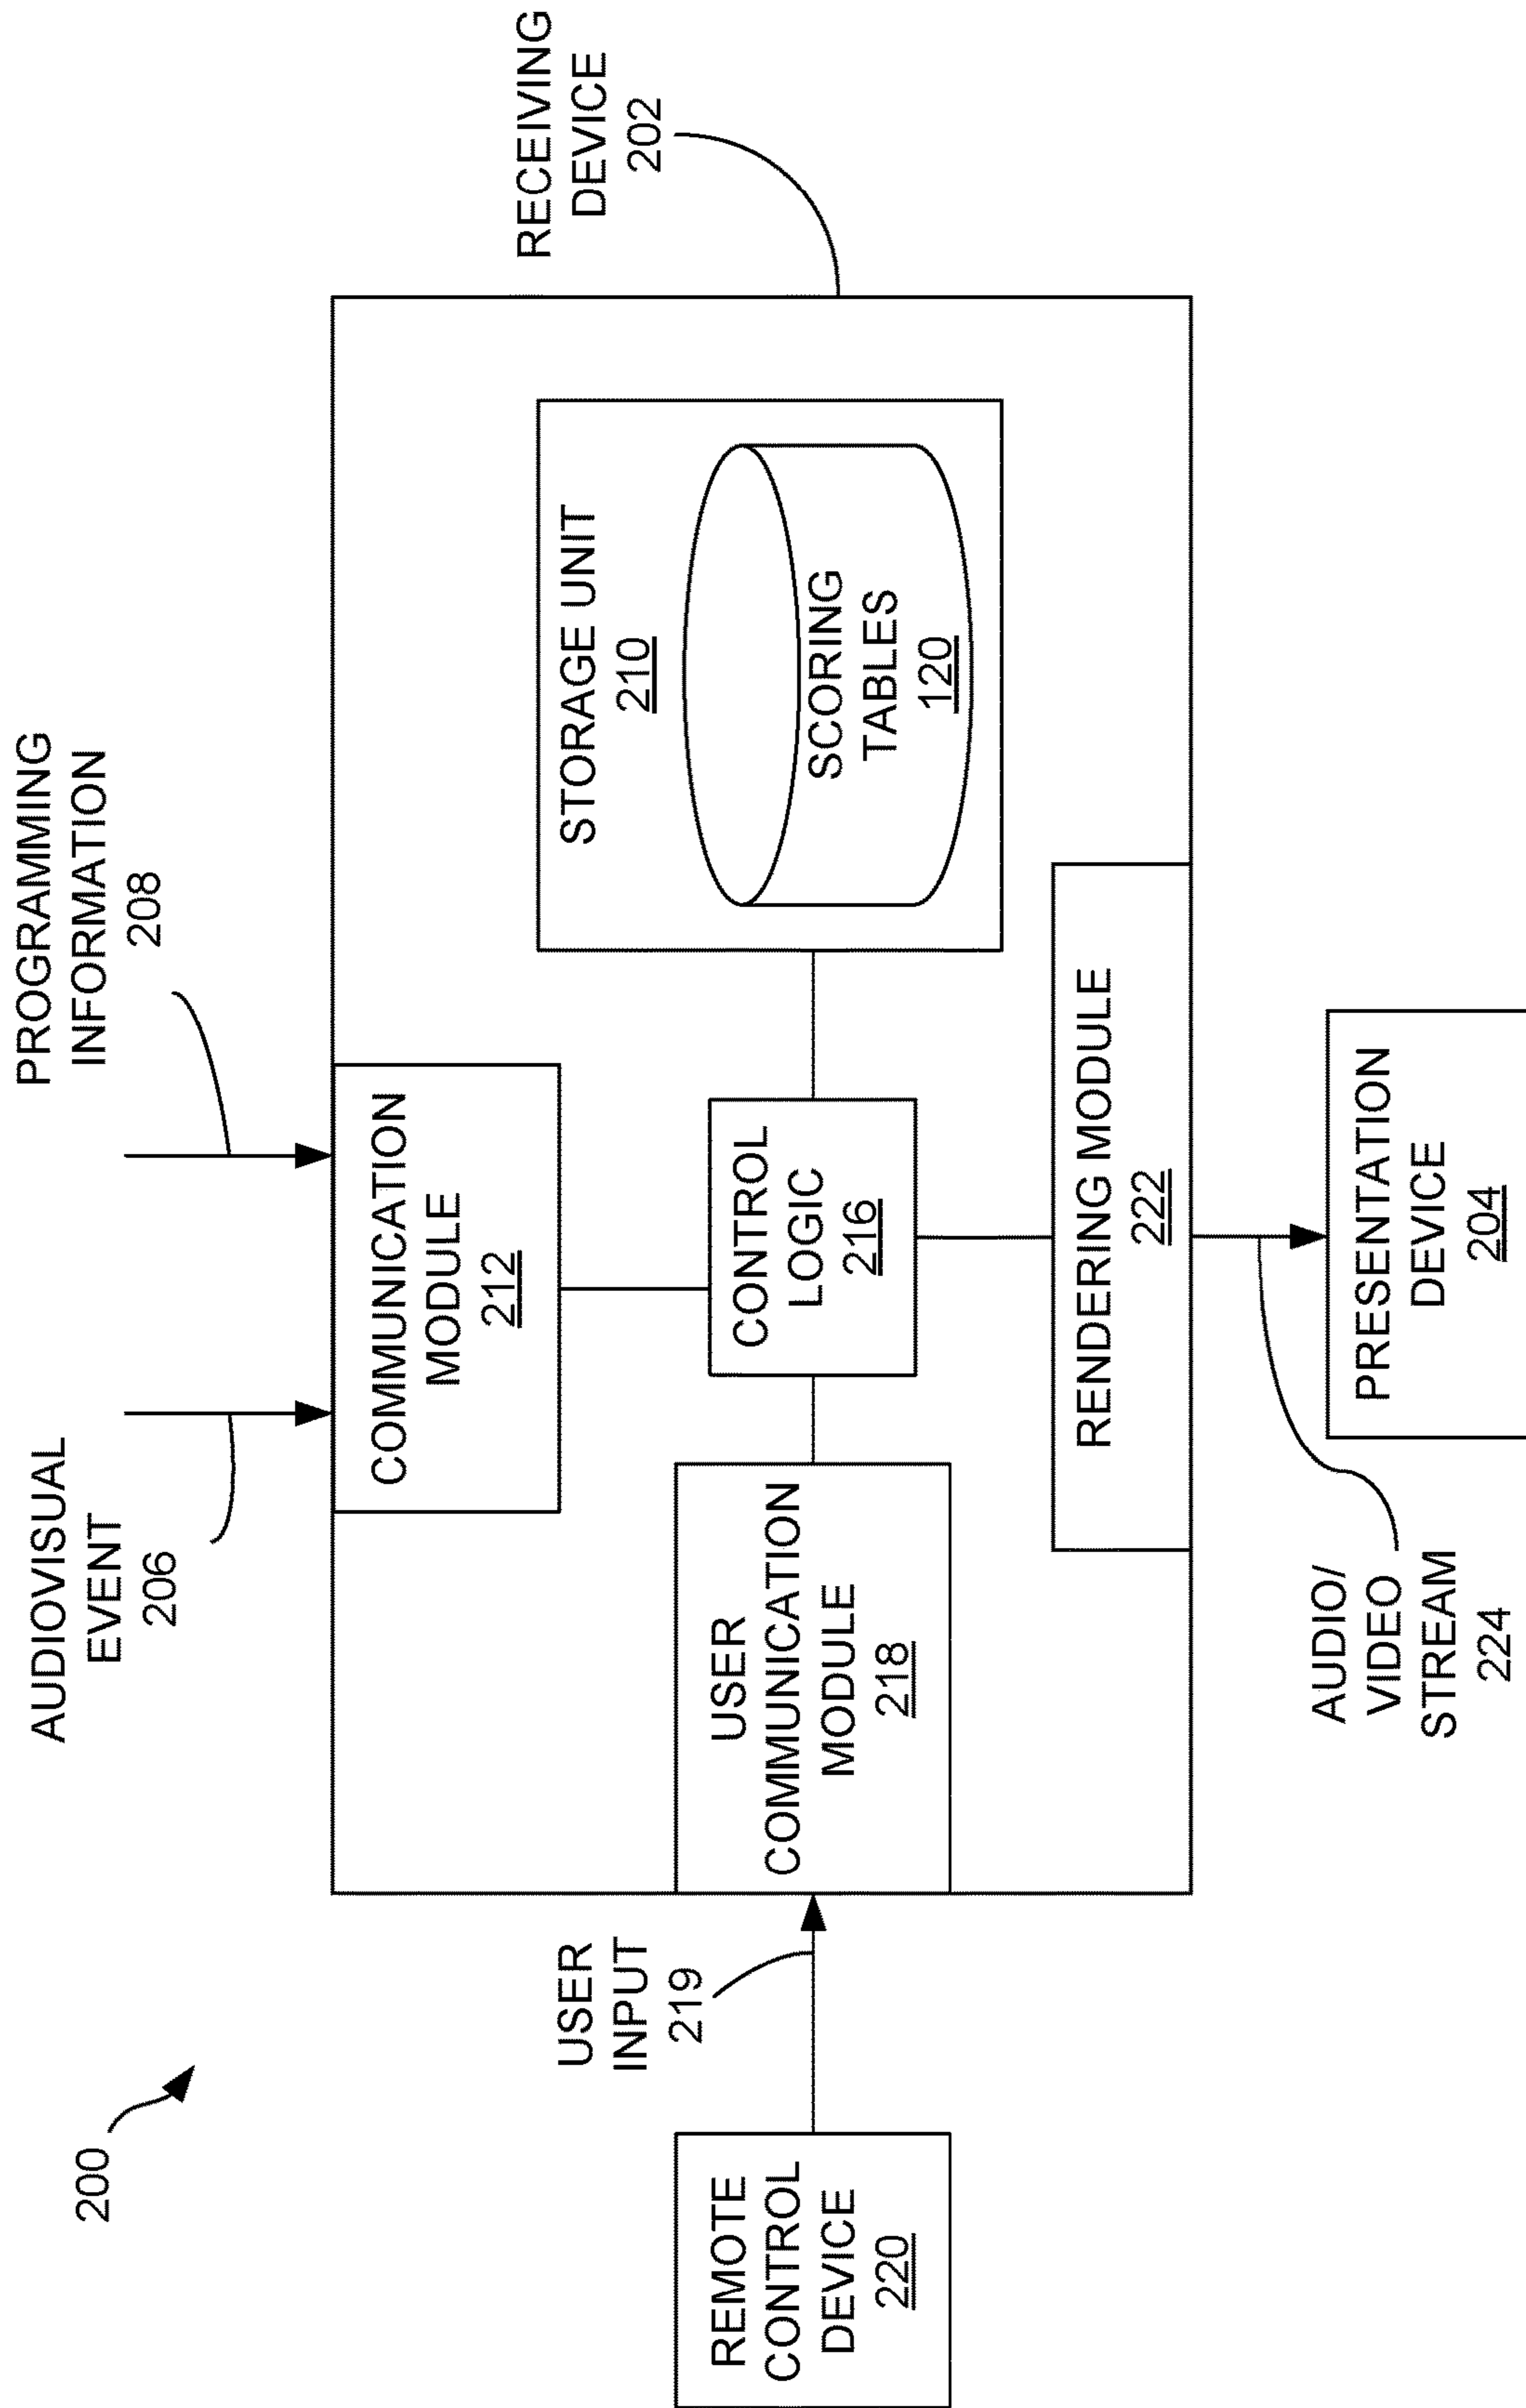 200
AUDIOVISUAL
EVENT
206
PROGRAMMING
INFORMATION
208
RECEIVING
DEVICE
202
COMMUNICATION
MODULE
212
STORAGE UNIT
210
SCORING
TABLES
120
CONTROL
LOGIC
216
USER
COMMUNICATION
MODULE
218
USER
INPUT
219
REMOTE
CONTROL
DEVICE
220
RENDERING MODULE
222
AUDIO/
VIDEO
STREAM
224
PRESENTATION
DEVICE
204